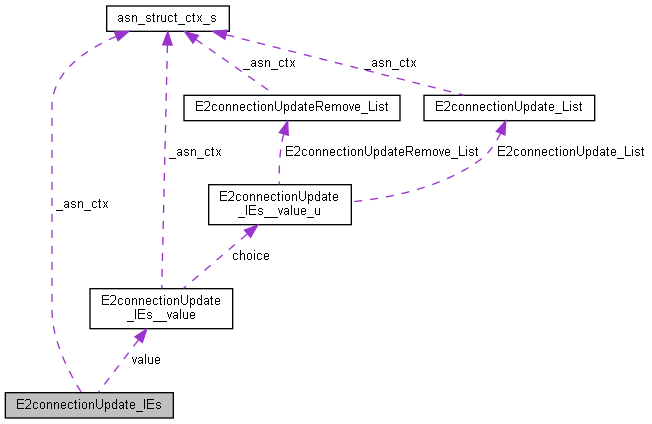 asn_struct_ctx_s
_asn_ctx
_asn_ctx
E2connectionUpdateRemove_List
E2connectionUpdate_List
_asn_ctx
E2connectionUpdateRemove_List
E2connectionUpdate_List
_asn_ctx
E2connectionUpdate
_IEs__value_u
choice
E2connectionUpdate
_IEs__value
value
E2connectionUpdate_IEs